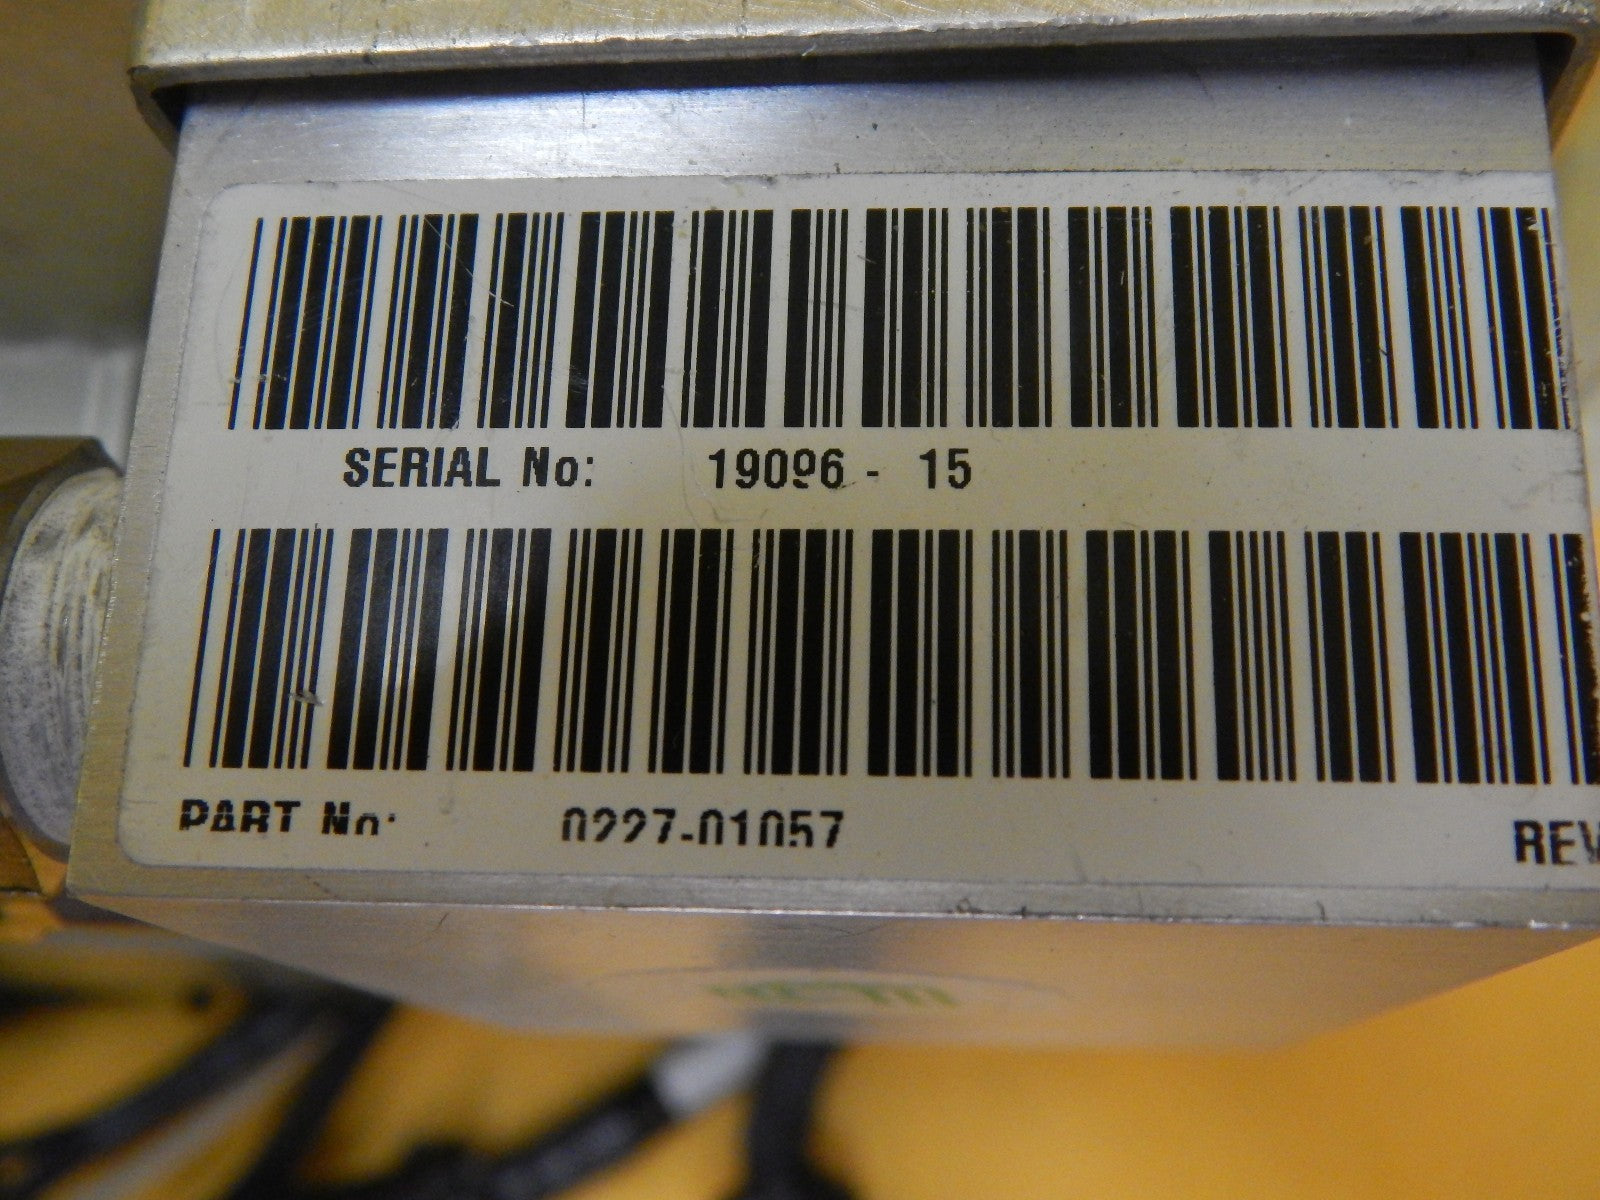 SERIAL No: 19096 - 15
PART No: 0227-01057
REV